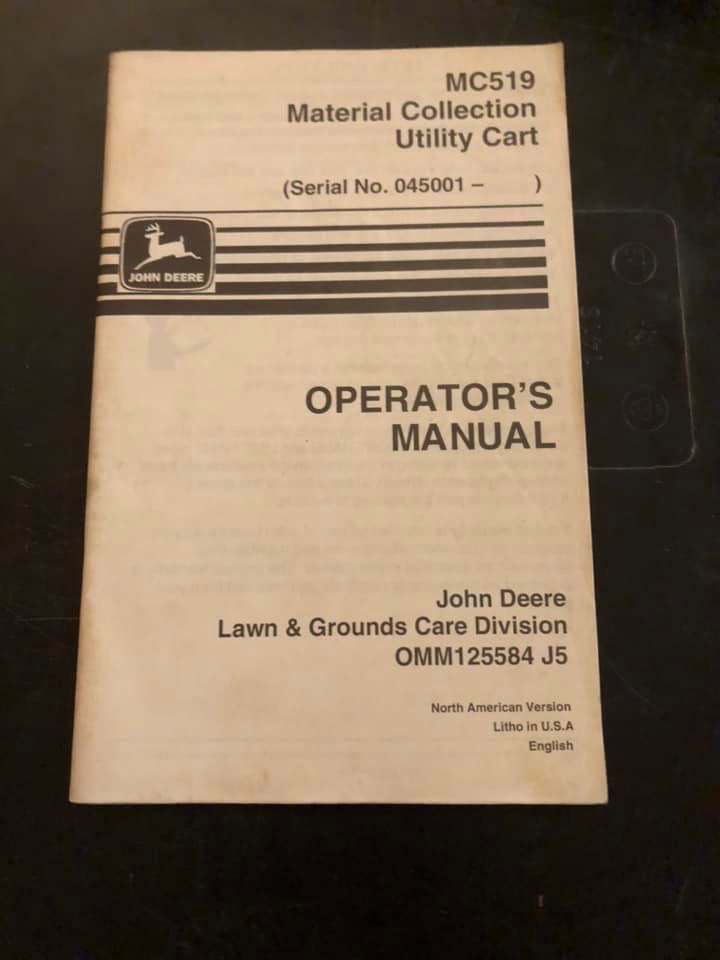 MC519
Material Collection
Utility Cart
(Serial No. 045001 – )
JOHN DEERE
OPERATOR'S
MANUAL
John Deere
Lawn & Grounds Care Division
OMM125584 J5
North American Version
Litho in U.S.A
English